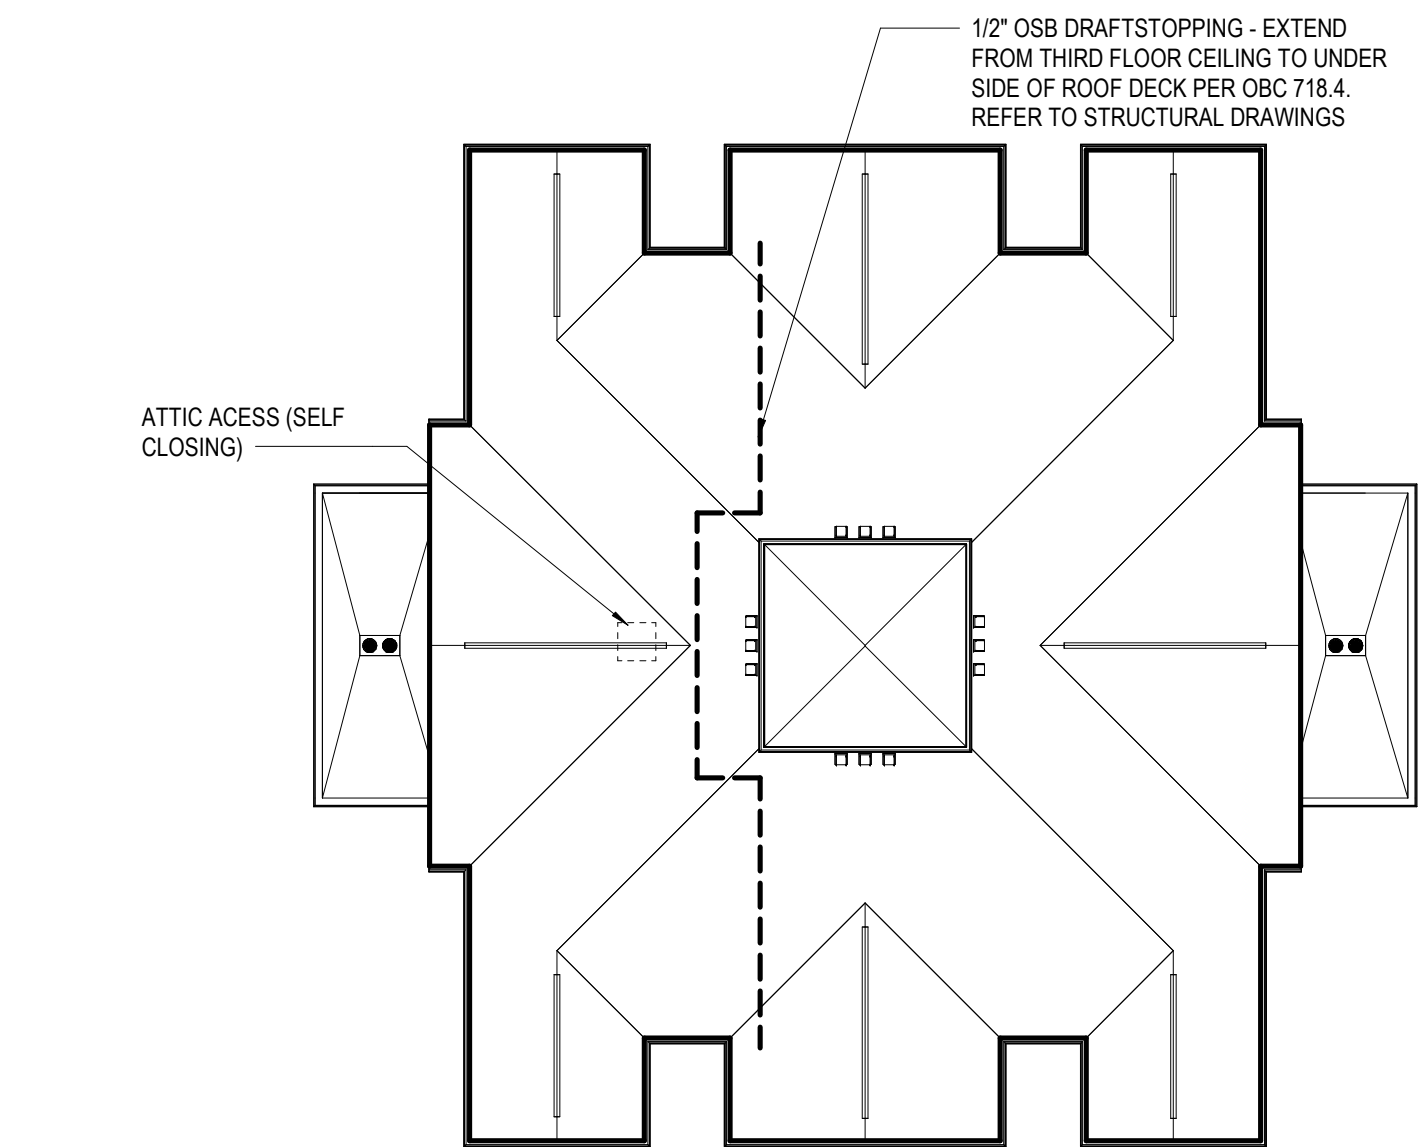 1/2" OSB DRAFTSTOPPING - EXTEND
FROM THIRD FLOOR CEILING TO UNDER
SIDE OF ROOF DECK PER OBC 718.4.
REFER TO STRUCTURAL DRAWINGS
ATTIC ACESS (SELF
CLOSING)